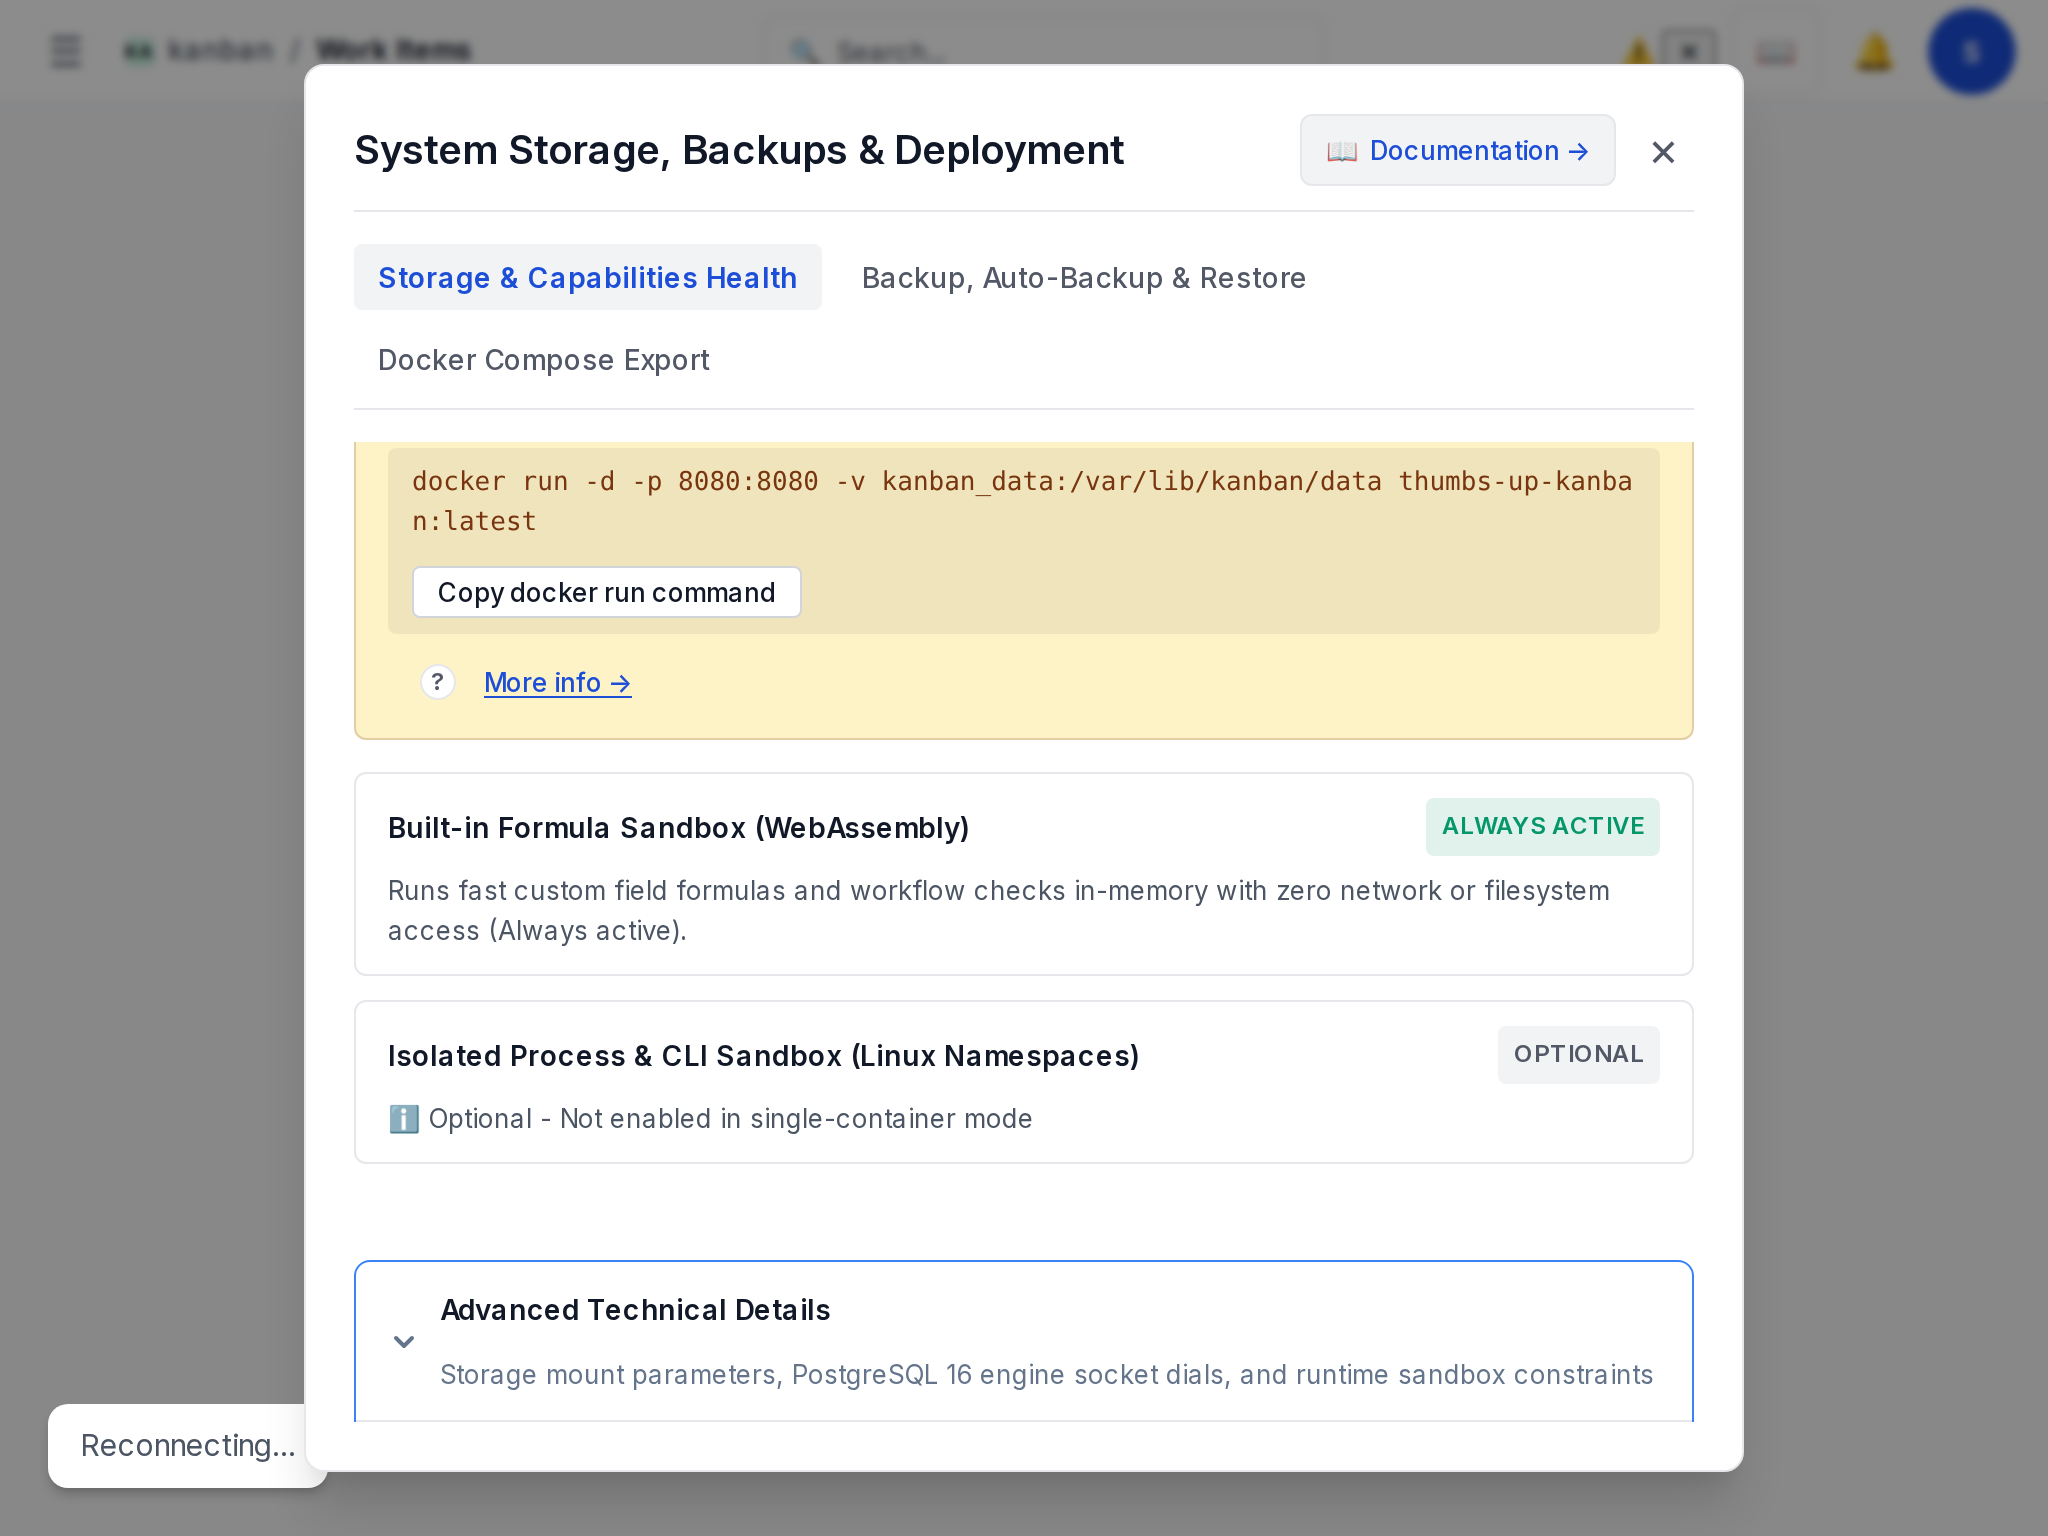 kanban / Work Items
Search...
S
System Storage, Backups & Deployment
Documentation →
Storage & Capabilities Health
Backup, Auto-Backup & Restore
Docker Compose Export
docker run -d -p 8080:8080 -v kanban_data:/var/lib/kanban/data thumbs-up-kanba
n:latest
Copy docker run command
? More info →
Built-in Formula Sandbox (WebAssembly)
ALWAYS ACTIVE
Runs fast custom field formulas and workflow checks in-memory with zero network or filesystem
access (Always active).
Isolated Process & CLI Sandbox (Linux Namespaces)
OPTIONAL
ℹ️ Optional - Not enabled in single-container mode
Advanced Technical Details
Storage mount parameters, PostgreSQL 16 engine socket dials, and runtime sandbox constraints
Reconnecting...